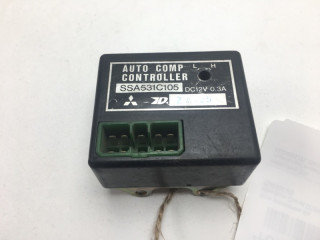 AUTO COMP L H
CONTROLLER
SSA531C105 DC12V 0.3A